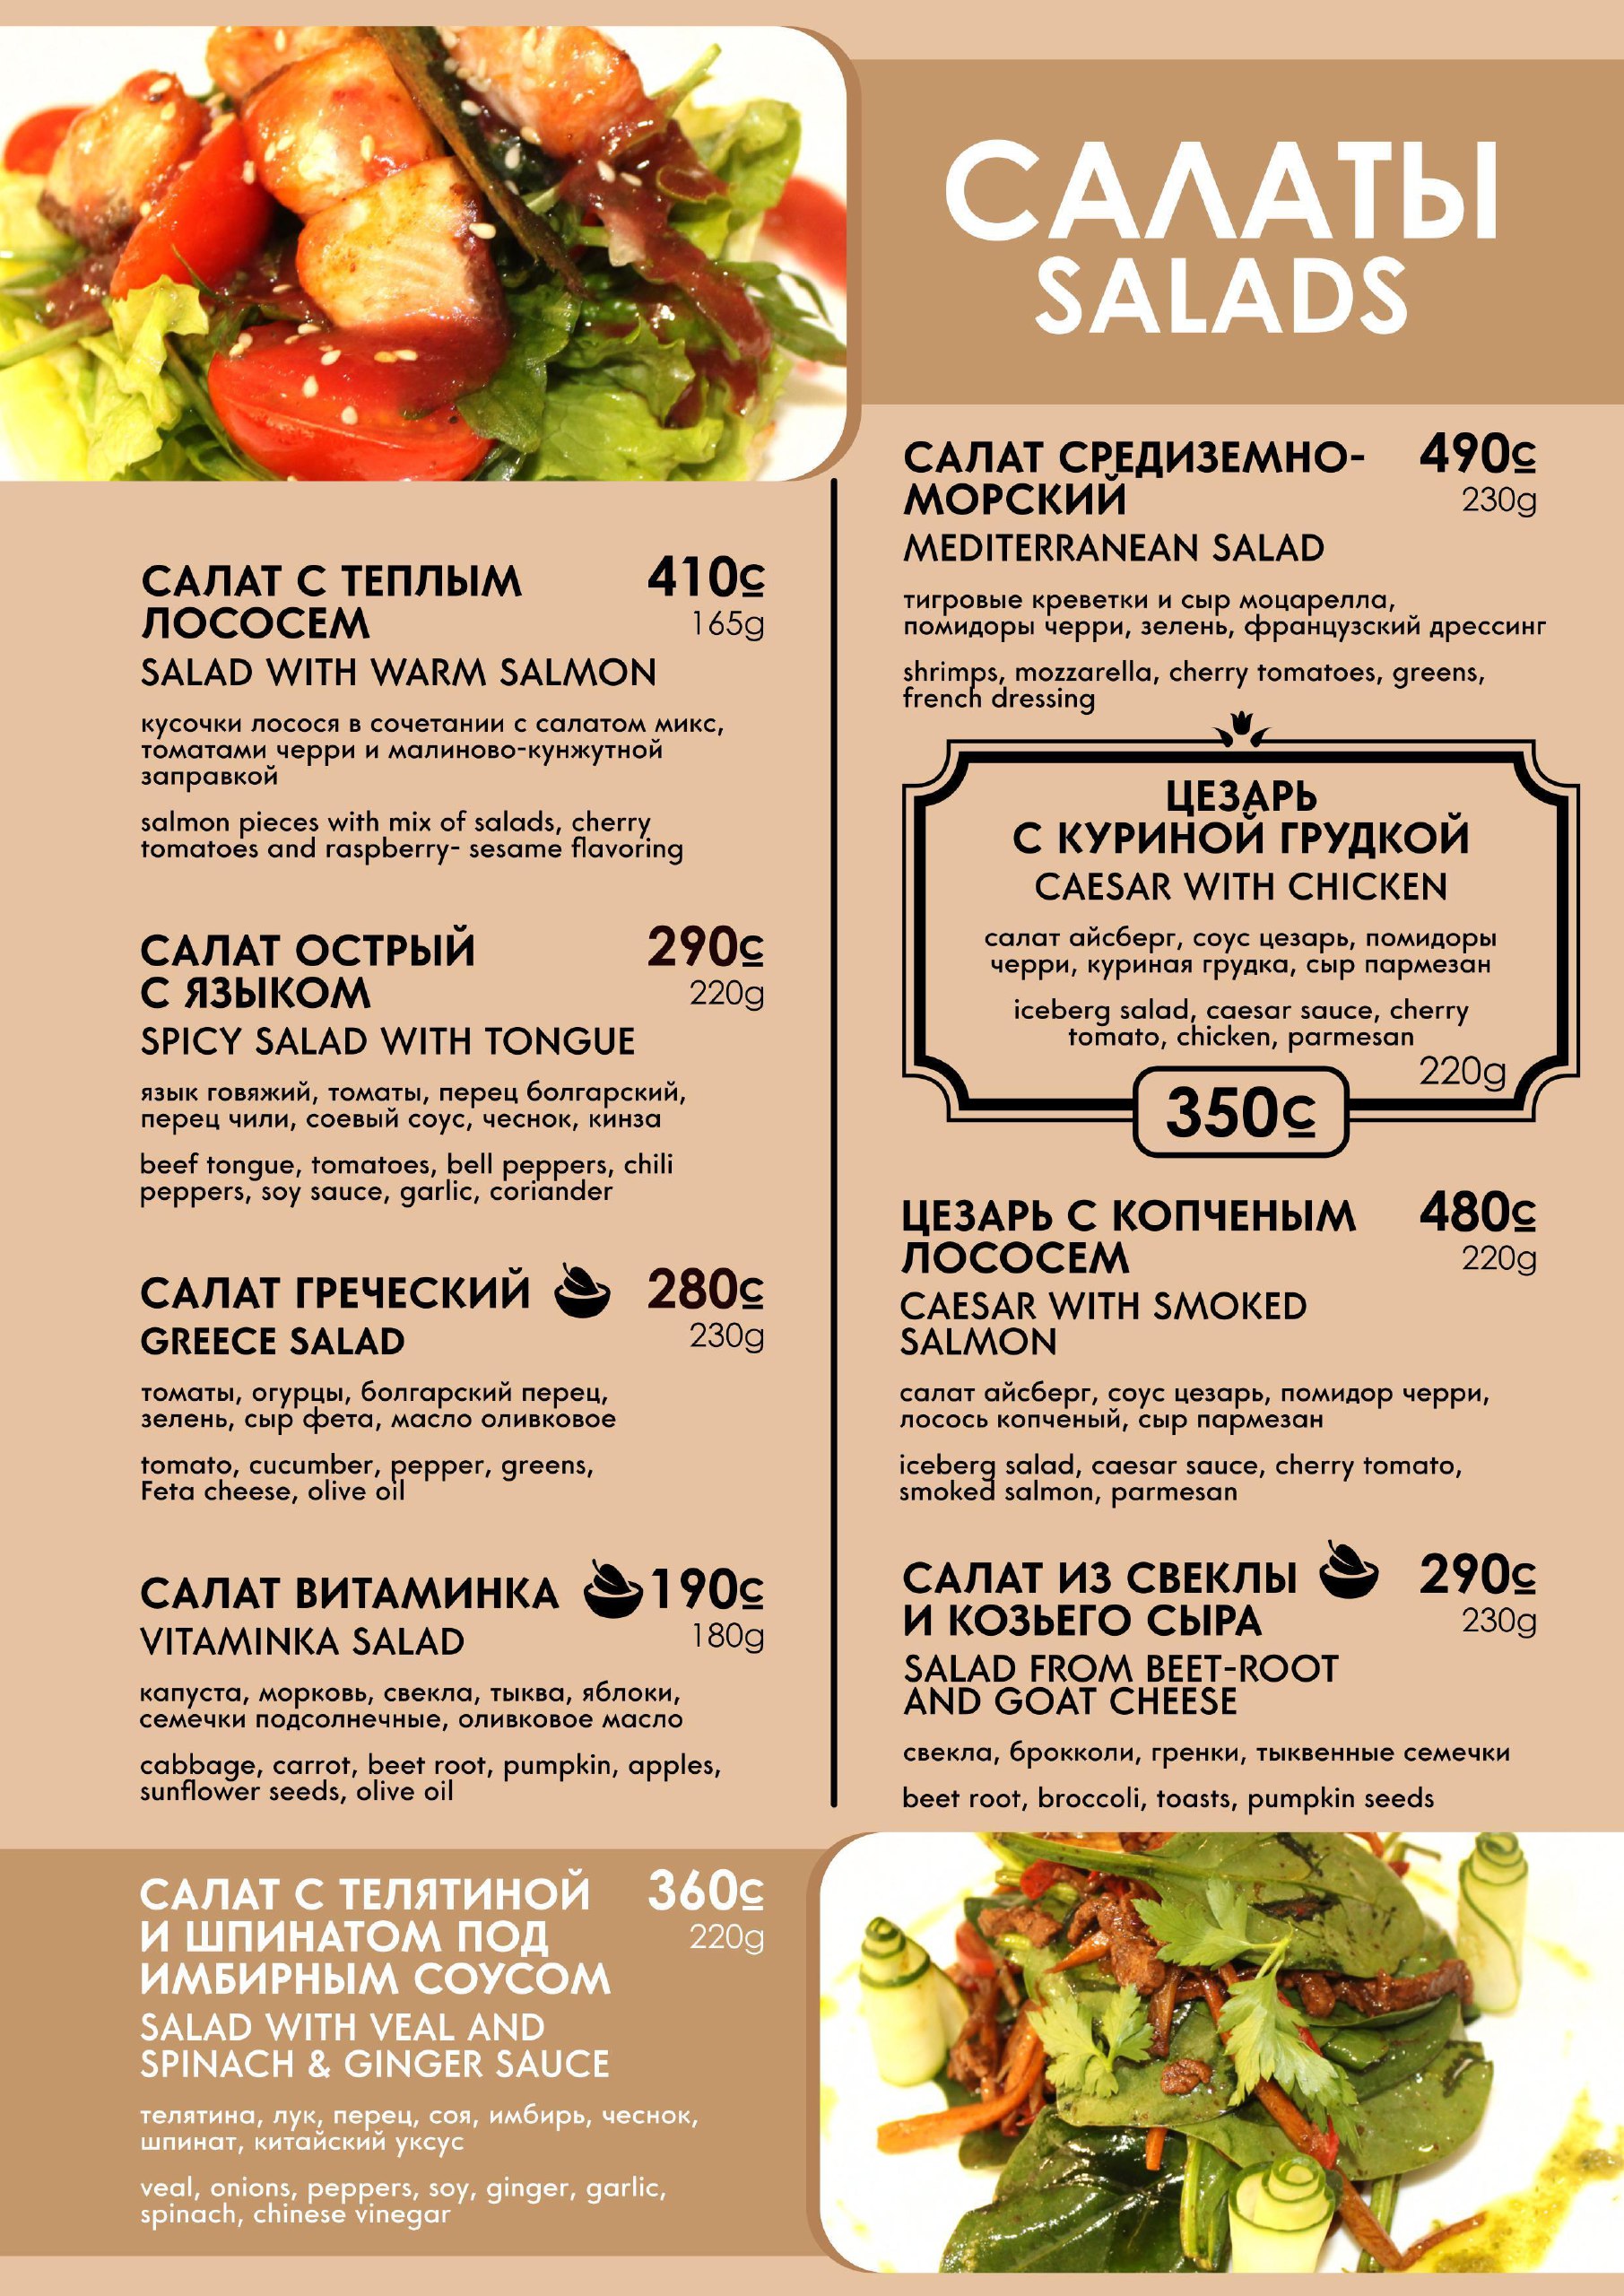 САЛАТЫ
SALADS
САЛАТ С ТЕПЛЫМ 410с
ЛОСОСЕМ 165g
SALAD WITH WARM SALMON
кусочки лосося в сочетании с салатом микс,
томатами черри и малиново-кунжутной
заправкой
salmon pieces with mix of salads, cherry
tomatoes and raspberry- sesame flavoring
САЛАТ ОСТРЫЙ 290с
С ЯЗЫКОМ 220g
SPICY SALAD WITH TONGUE
язык говяжий, томаты, перец болгарский,
перец чили, соевый соус, чеснок, кинза
beef tongue, tomatoes, bell peppers, chili
peppers, soy sauce, garlic, coriander
САЛАТ ГРЕЧЕСКИЙ 280с
GREECE SALAD 230g
томаты, огурцы, болгарский перец,
зелень, сыр фета, масло оливковое
tomato, cucumber, pepper, greens,
Feta cheese, olive oil
САЛАТ ВИТАМИНКА 190с
VITAMINKA SALAD 180g
капуста, морковь, свекла, тыква, яблоки,
семечки подсолнечные, оливковое масло
cabbage, carrot, beet root, pumpkin, apples,
sunflower seeds, olive oil
САЛАТ С ТЕЛЯТИНОЙ 360с
И ШПИНАТОМ ПОД 220g
ИМБИРНЫМ СОУСОМ
SALAD WITH VEAL AND
SPINACH & GINGER SAUCE
телятина, лук, перец, соя, имбирь, чеснок,
шпинат, китайский уксус
veal, onions, peppers, soy, ginger, garlic,
spinach, chinese vinegar
САЛАТ СРЕДИЗЕМНО- 490с
МОРСКИЙ 230g
MEDITERRANEAN SALAD
тигровые креветки и сыр моцарелла,
помидоры черри, зелень, французский дрессинг
shrimps, mozzarella, cherry tomatoes, greens,
french dressing
ЦЕЗАРЬ
С КУРИНОЙ ГРУДКОЙ
CAESAR WITH CHICKEN
салат айсберг, соус цезарь, помидоры
черри, куриная грудка, сыр пармезан
iceberg salad, caesar sauce, cherry
tomato, chicken, parmesan
220g
350с
ЦЕЗАРЬ С КОПЧЕНЫМ 480с
ЛОСОСЕМ 220g
CAESAR WITH SMOKED
SALMON
салат айсберг, соус цезарь, помидор черри,
лосось копченый, сыр пармезан
iceberg salad, caesar sauce, cherry tomato,
smoked salmon, parmesan
САЛАТ ИЗ СВЕКЛЫ 290с
И КОЗЬЕГО СЫРА 230g
SALAD FROM BEET-ROOT
AND GOAT CHEESE
свекла, брокколи, гренки, тыквенные семечки
beet root, broccoli, toasts, pumpkin seeds